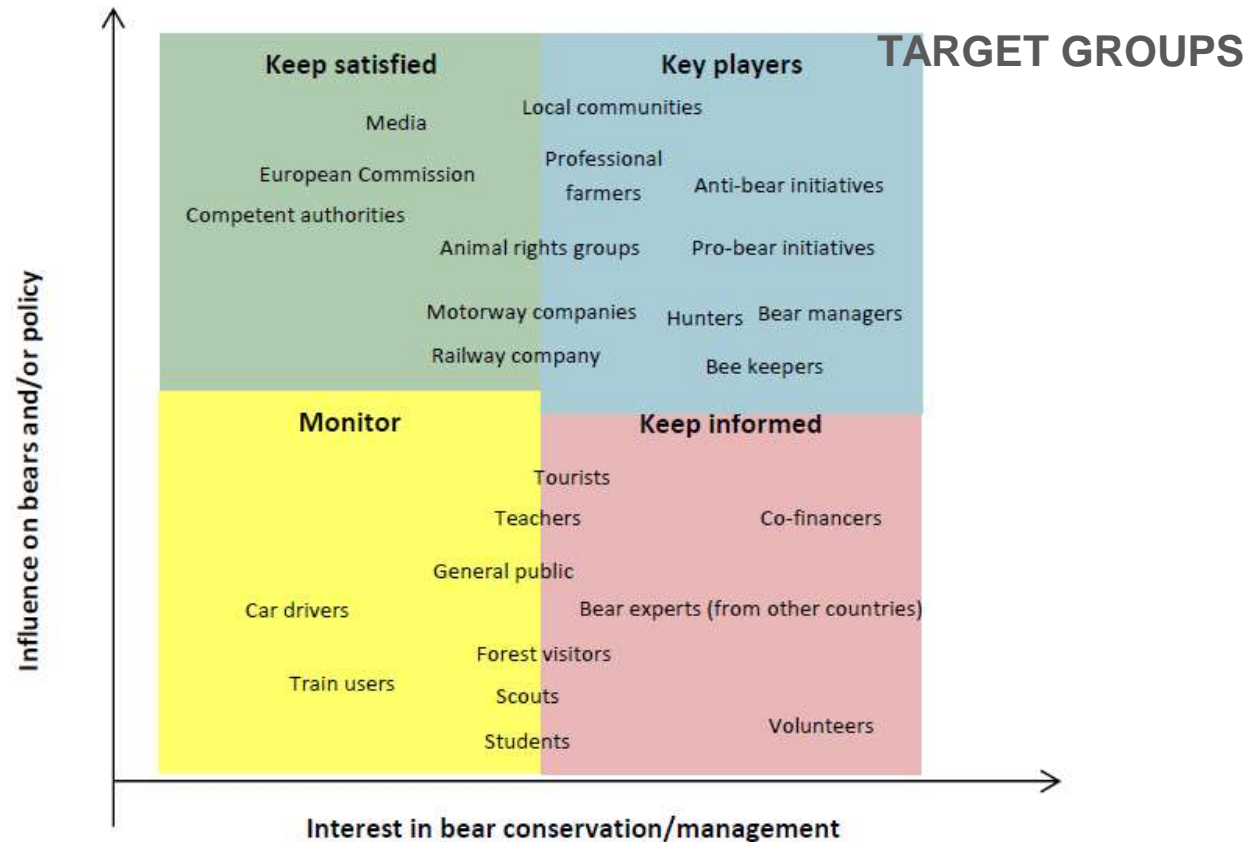 TARGET GROUPS
Keep satisfied
Key players
Local communities
Media
Professional
farmers
European Commission
Anti-bear initiatives
Competent authorities
Animal rights groups
Pro-bear initiatives
Motorway companies
Hunters
Bear managers
Railway company
Bee keepers
Monitor
Keep informed
Tourists
Teachers
Co-financers
General public
Car drivers
Bear experts (from other countries)
Forest visitors
Train users
Scouts
Volunteers
Students
Influence on bears and/or policy
Interest in bear conservation/management